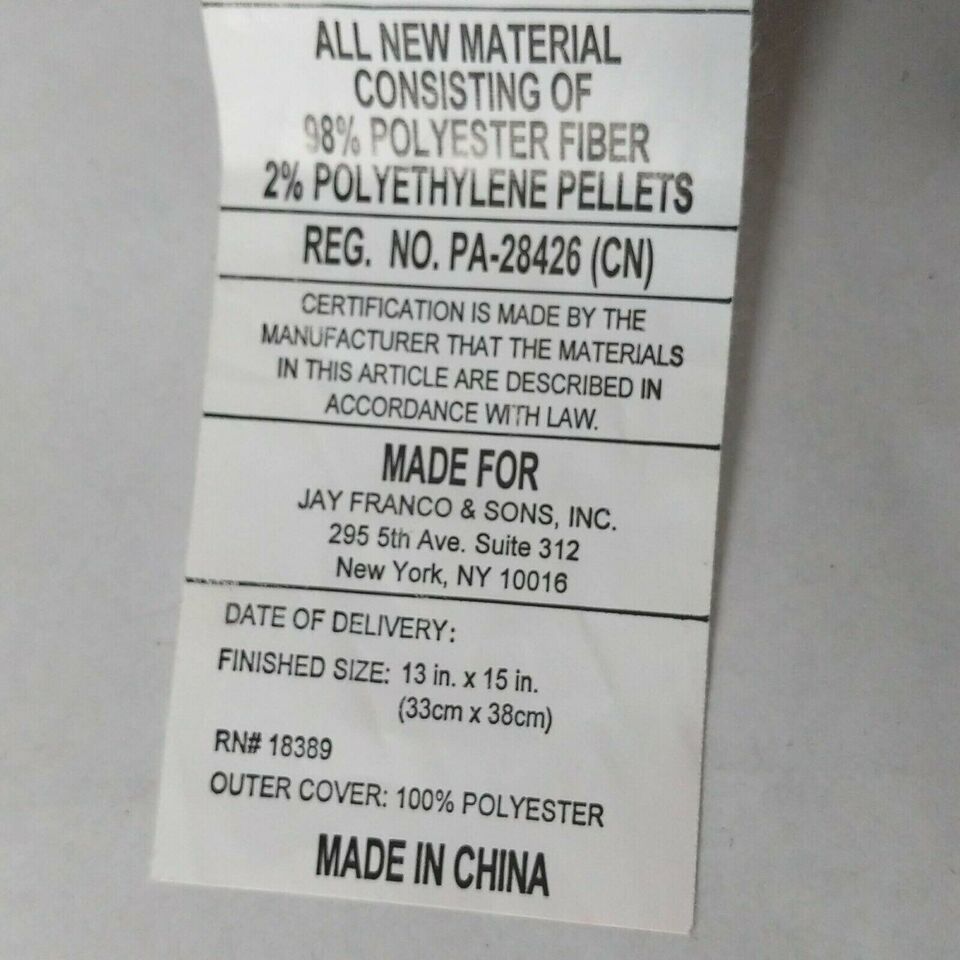 ALL NEW MATERIAL
CONSISTING OF
98% POLYESTER FIBER
2% POLYETHYLENE PELLETS
REG. NO. PA-28426 (CN)
CERTIFICATION IS MADE BY THE
MANUFACTURER THAT THE MATERIALS
IN THIS ARTICLE ARE DESCRIBED IN
ACCORDANCE WITH LAW.
MADE FOR
JAY FRANCO & SONS, INC.
295 5th Ave. Suite 312
New York, NY 10016
DATE OF DELIVERY:
FINISHED SIZE: 13 in. x 15 in.
(33cm x 38cm)
RN# 18389
OUTER COVER: 100% POLYESTER
MADE IN CHINA